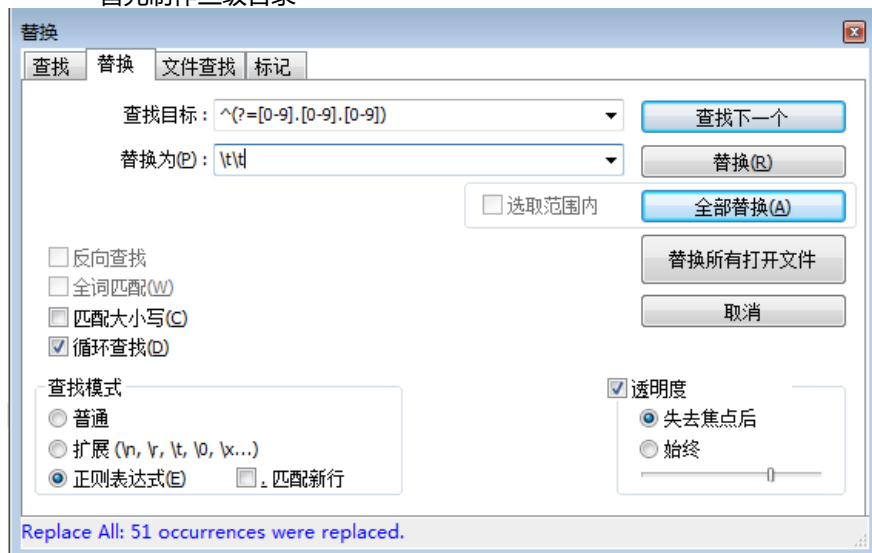 替换
查找 替换 文件查找 标记
查找目标： ^(?=[0-9].[0-9].[0-9]) 查找下一个
替换为(P)： \t\t 替换(R)
选取范围内 全部替换(A)
反向查找 替换所有打开文件
全词匹配(W)
匹配大小写(C) 取消
循环查找(D)
查找模式 透明度
普通 失去焦点后
扩展 (\n, \r, \t, \0, \x...) 始终
正则表达式(E) . 匹配新行
Replace All: 51 occurrences were replaced.